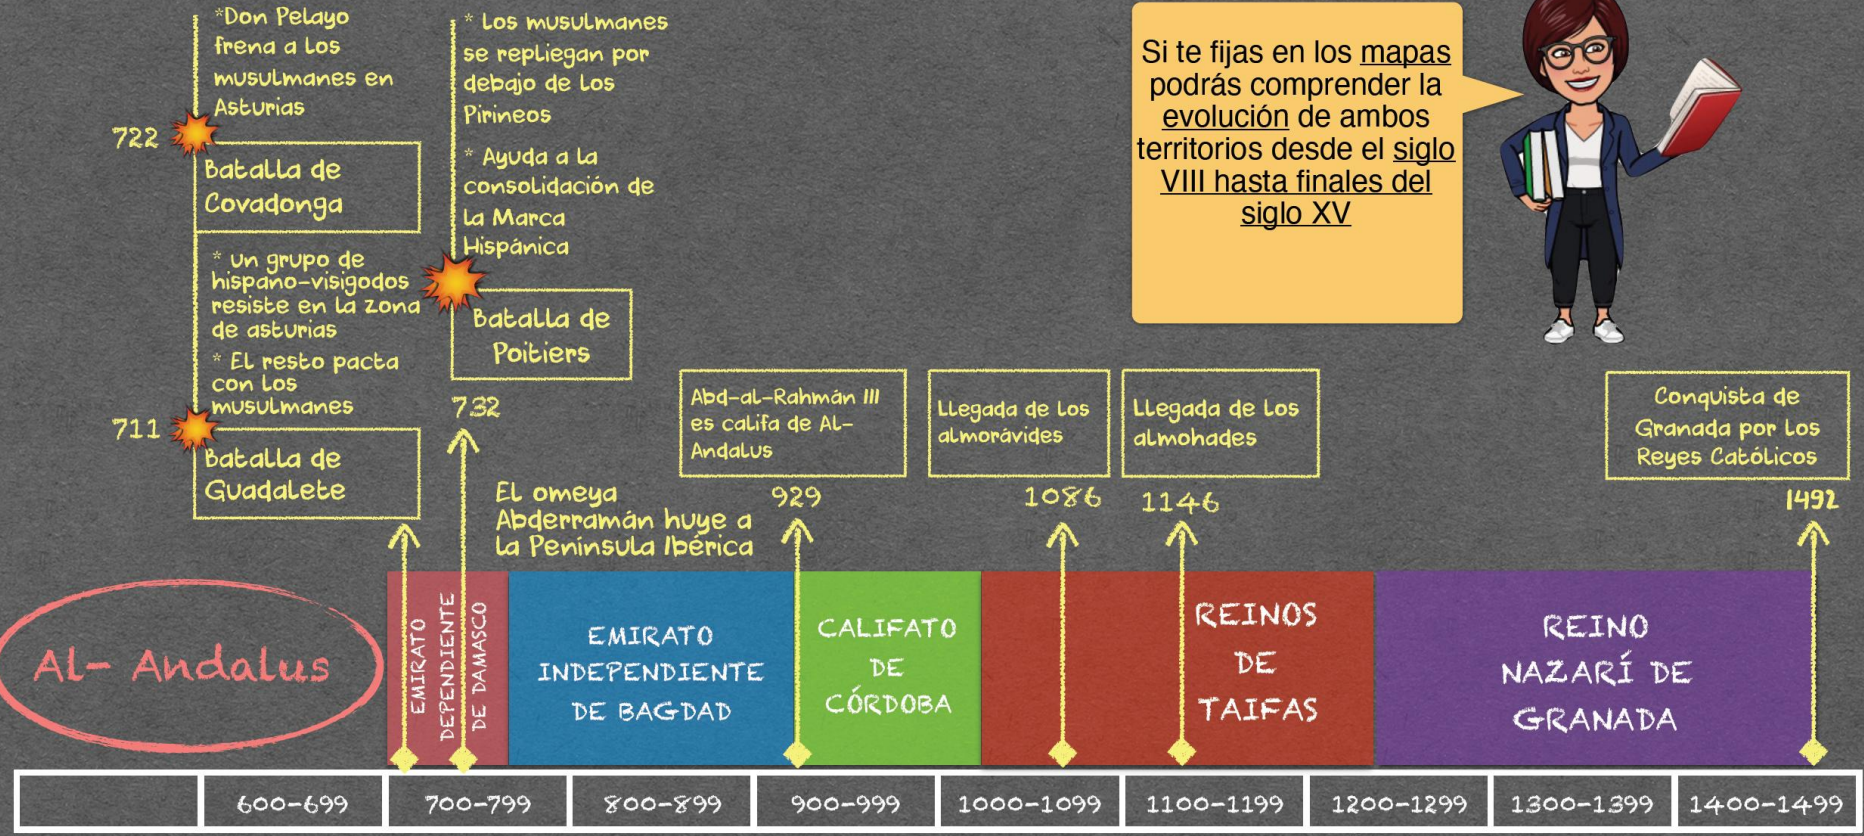 *Don Pelayo
frena a los
musulmanes en
Asturias
722
Batalla de
Covadonga
* un grupo de
hispano-visigodos
resiste en la zona
de asturias
* El resto pacta
con los
musulmanes
711
Batalla de
Guadalete
* Los musulmanes
se repliegan por
debajo de los
Pirineos
* Ayuda a la
consolidación de
la Marca
Hispánica
Batalla de
Poitiers
732
El omeya
Abderramán huye a
la Península Ibérica
Abd-al-Rahmán III
es califa de Al-
Andalus
929
Llegada de los
almorávides
1086
Llegada de los
almohades
1146
Si te fijas en los mapas
podrás comprender la
evolución de ambos
territorios desde el siglo
VIII hasta finales del
siglo XV
Conquista de
Granada por los
Reyes Católicos
1492
Al- Andalus
EMIRATO
DEPENDIENTE
DE DAMASCO
EMIRATO
INDEPENDIENTE
DE BAGDAD
CALIFATO
DE
CÓRDOBA
REINOS
DE
TAIFAS
REINO
NAZARÍ DE
GRANADA
600-699
700-799
800-899
900-999
1000-1099
1100-1199
1200-1299
1300-1399
1400-1499